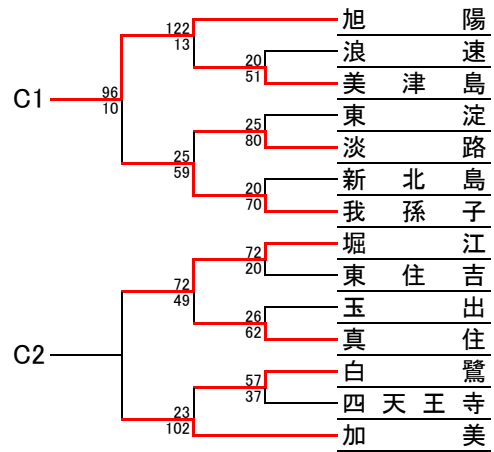 旭陽
122
13
浪速
20
51
美津島
C1
96
10
東淀
25
80
淡路
25
59
新北島
20
70
我孫子
堀江
72
20
東住吉
72
49
玉出
26
62
真住
C2
白鷺
57
37
四天王寺
23
102
加美